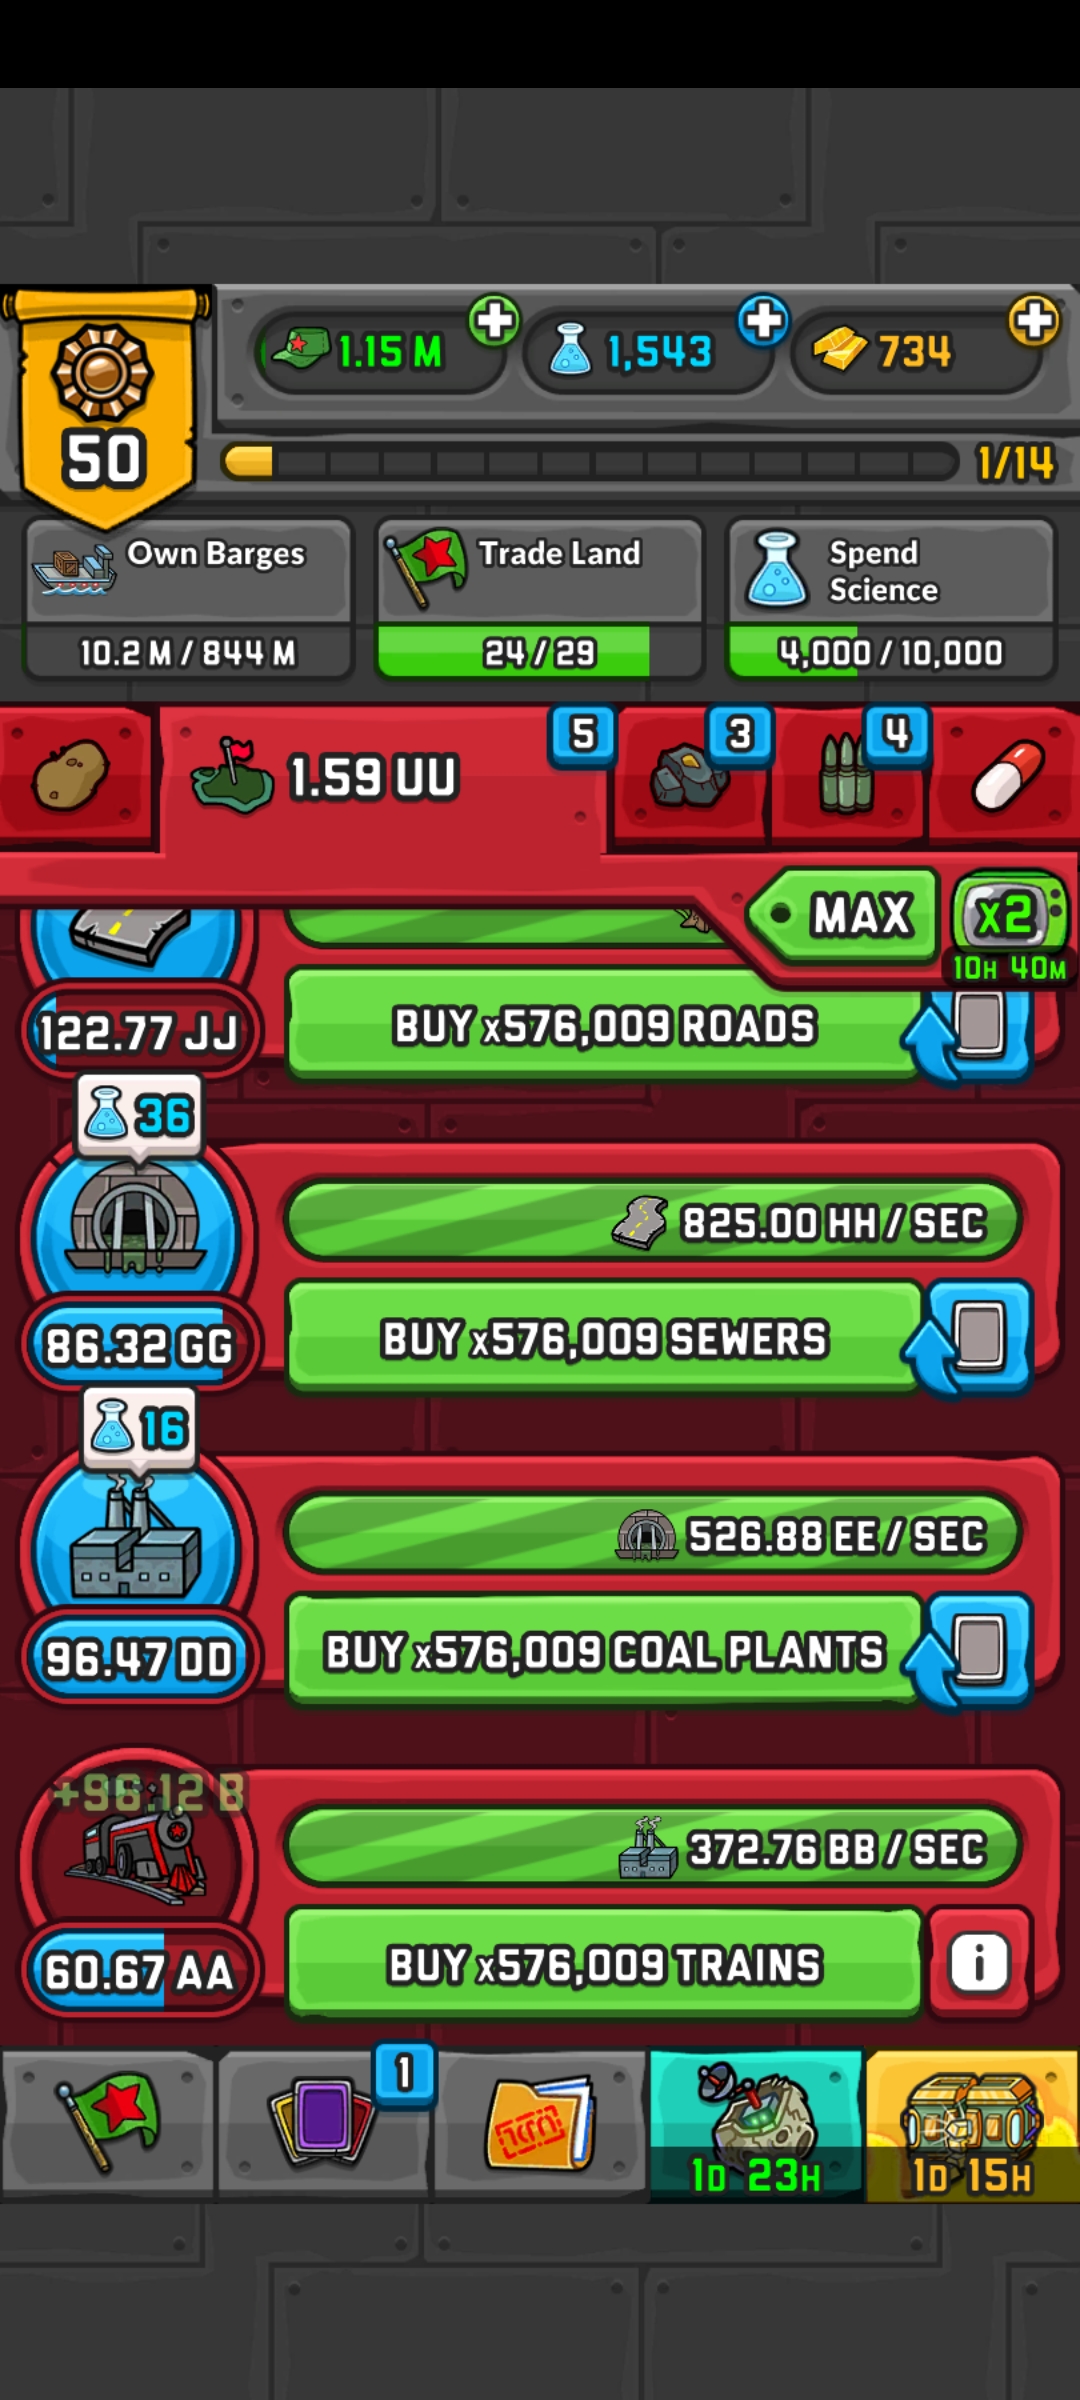 50
1.15 M
1,543
734
1/14
Own Barges
10.2 M / 844 M
Trade Land
24 / 29
Spend
Science
4,000 / 10,000
1.59 UU
5
3
4
MAX
x2
10H 40M
122.77 JJ
BUY x576,009 ROADS
36
825.00 HH / SEC
86.32 GG
BUY x576,009 SEWERS
16
526.88 EE / SEC
96.47 DD
BUY x576,009 COAL PLANTS
+96.12 B
372.76 BB / SEC
60.67 AA
BUY x576,009 TRAINS
i
1
1D 23H
1D 15H